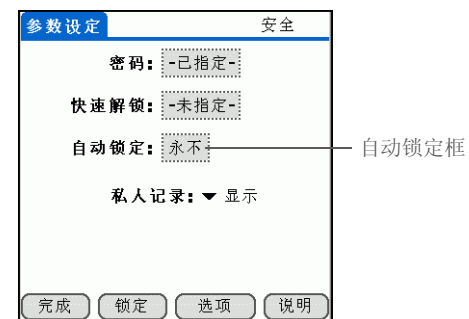 参数设定 安全
密码: -已指定-
快速解锁: -未指定-
自动锁定: 永不 自动锁定框
私人记录: 显示
完成 锁定 选项 说明